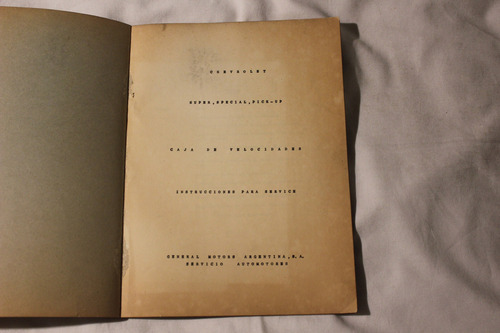 CHEVROLET
SUPER,SPECIAL,PICK-UP
CAJA DE VELOCIDADES
INSTRUCCIONES PARA SERVICE
GENERAL MOTORS ARGENTINA,S.A.
SERVICIO AUTOMOTORES